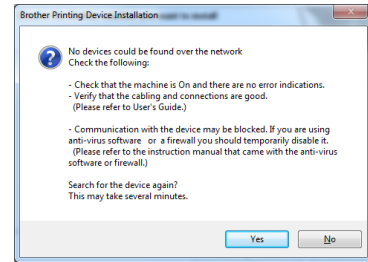 Brother Printing Device Installation
No devices could be found over the network
Check the following:
- Check that the machine is On and there are no error indications.
- Verify that the cabling and connections are good.
(Please refer to User's Guide.)
- Communication with the device may be blocked. If you are using
anti-virus software or a firewall you should temporarily disable it.
(Please refer to the instruction manual that came with the anti-virus
software or firewall.)
Search for the device again?
This may take several minutes.
Yes No